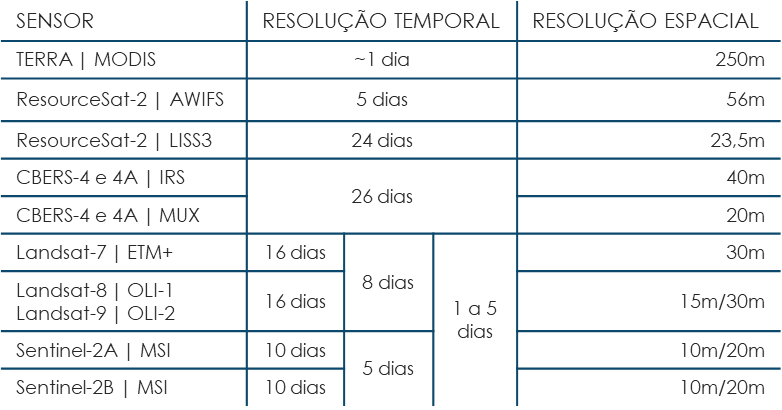 SENSOR RESOLUÇÃO TEMPORAL RESOLUÇÃO ESPACIAL
TERRA | MODIS ~1 dia 250m
ResourceSat-2 | AWIFS 5 dias 56m
ResourceSat-2 | LISS3 24 dias 23,5m
CBERS-4 e 4A | IRS 40m
26 dias
CBERS-4 e 4A | MUX 20m
Landsat-7 | ETM+ 16 dias 30m
8 dias
Landsat-8 | OLI-1
Landsat-9 | OLI-2
16 dias 15m/30m
1 a 5
dias
Sentinel-2A | MSI 10 dias 10m/20m
5 dias
Sentinel-2B | MSI 10 dias 10m/20m